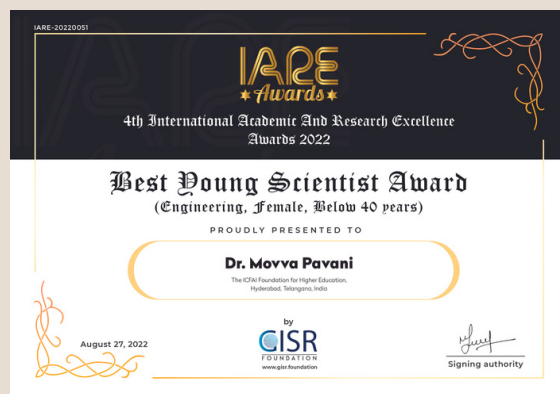 IARE-20220051
IARE
Awards
4th International Academic And Research Excellence
Awards 2022
Best Young Scientist Award
(Engineering, Female, Below 40 years)
PROUDLY PRESENTED TO
Dr. Movva Pavani
The ICFAI Foundation for Higher Education,
Hyderabad, Telangana, India
by
GISR
FOUNDATION
www.gisr.foundation
August 27, 2022
Signing authority